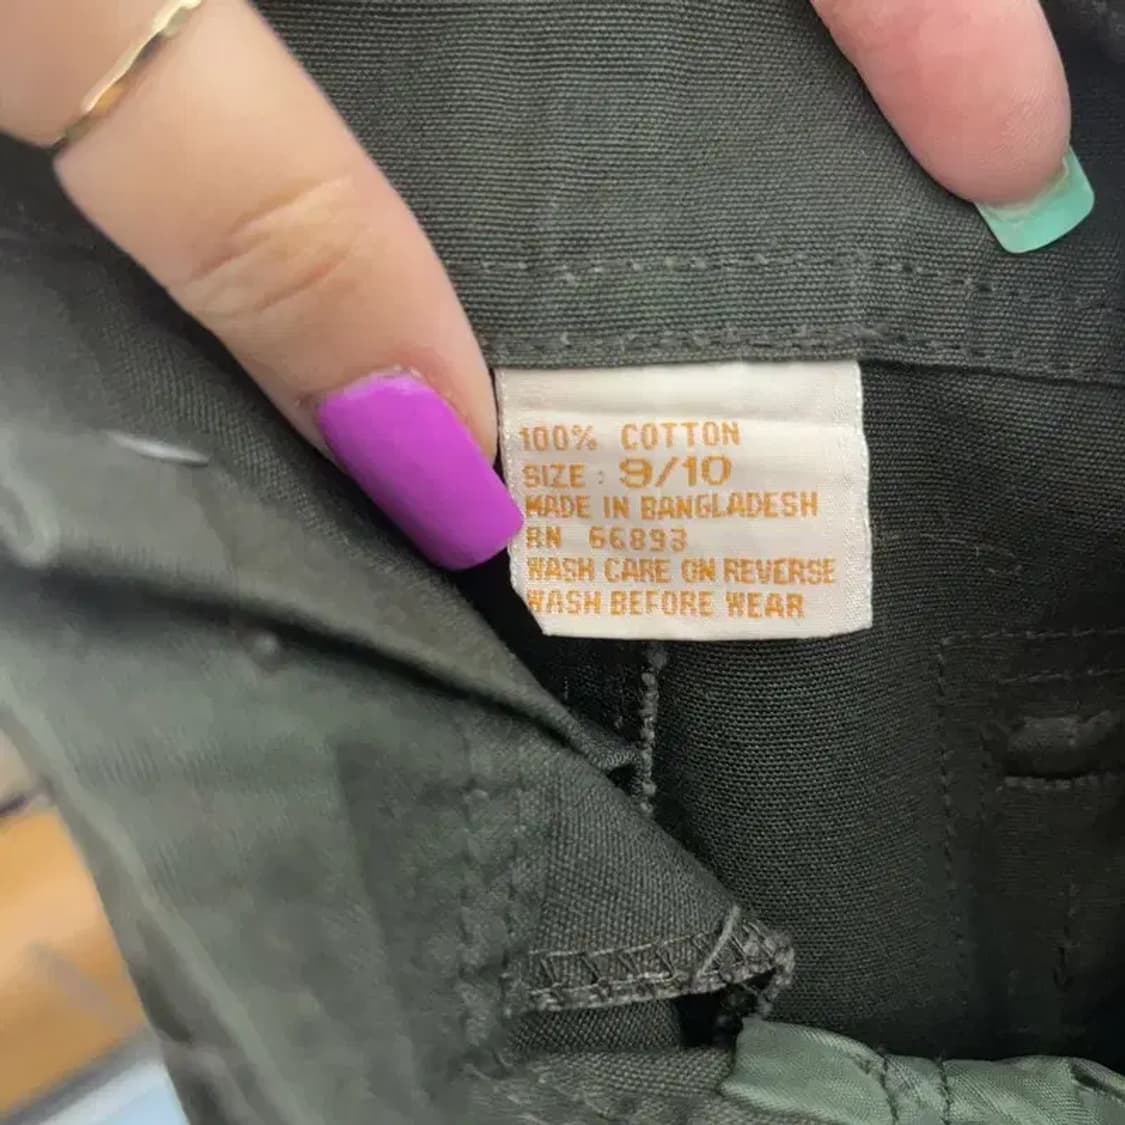 100% COTTON
SIZE : 9/10
MADE IN BANGLADESH
RN 66893
WASH CARE ON REVERSE
WASH BEFORE WEAR